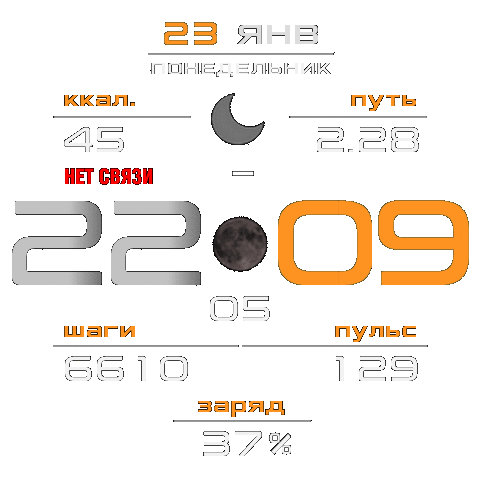 23 ЯНВ
ПОНЕДЕЛЬНИК
ккал. путь
45 2.28
НЕТ СВЯЗИ –
22 09
05
шаги пульс
6610 129
заряд
37%